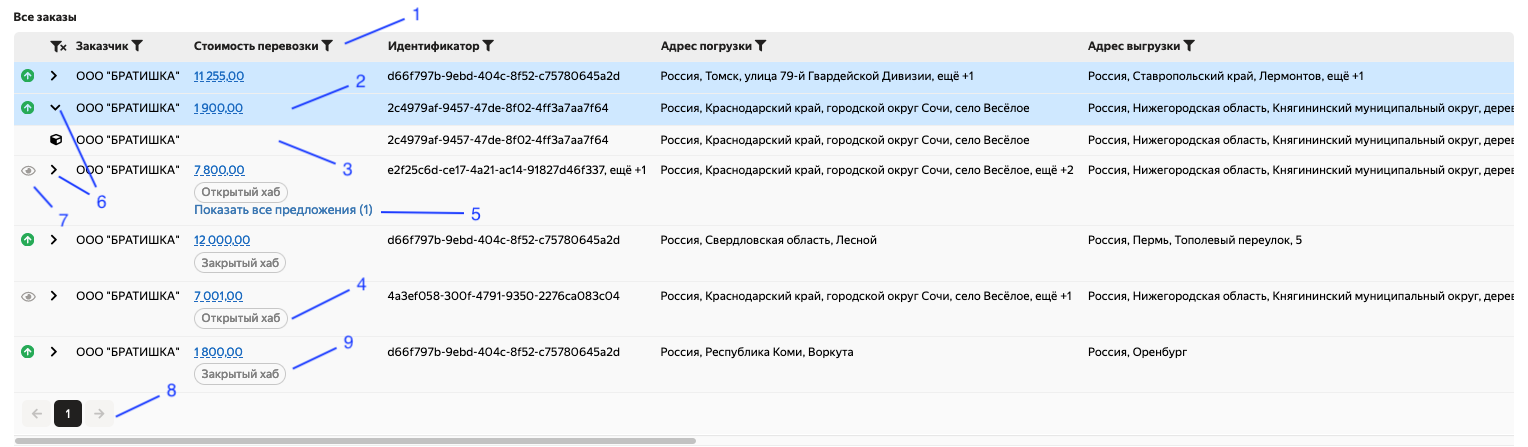 Все заказы
1
Заказчик Стоимость перевозки Идентификатор Адрес погрузки Адрес выгрузки
ООО "БРАТИШКА" 11 255,00 d66f797b-9ebd-404c-8f52-c75780645a2d Россия, Томск, улица 79-й Гвардейской Дивизии, ещё +1 Россия, Ставропольский край, Лермонтов, ещё +1
2
ООО "БРАТИШКА" 1 900,00 2c4979af-9457-47de-8f02-4ff3a7aa7f64 Россия, Краснодарский край, городской округ Сочи, село Весёлое Россия, Нижегородская область, Княгининский муниципальный округ, дерев
ООО "БРАТИШКА" 2c4979af-9457-47de-8f02-4ff3a7aa7f64 Россия, Краснодарский край, городской округ Сочи, село Весёлое Россия, Нижегородская область, Княгининский муниципальный округ, дерев
3
ООО "БРАТИШКА" 7 800,00 e2f25c6d-ce17-4a21-ac14-91827d46f337, ещё +1 Россия, Краснодарский край, городской округ Сочи, село Весёлое, ещё +2 Россия, Нижегородская область, Княгининский муниципальный округ, дерев
Открытый хаб
6
Показать все предложения (1)
5
7
ООО "БРАТИШКА" 12 000,00 d66f797b-9ebd-404c-8f52-c75780645a2d Россия, Свердловская область, Лесной Россия, Пермь, Тополевый переулок, 5
Закрытый хаб
4
ООО "БРАТИШКА" 7 001,00 4a3ef058-300f-4791-9350-2276ca083c04 Россия, Краснодарский край, городской округ Сочи, село Весёлое, ещё +1 Россия, Нижегородская область, Княгининский муниципальный округ, дерев
Открытый хаб
9
ООО "БРАТИШКА" 1 800,00 d66f797b-9ebd-404c-8f52-c75780645a2d Россия, Республика Коми, Воркута Россия, Оренбург
Закрытый хаб
8
1